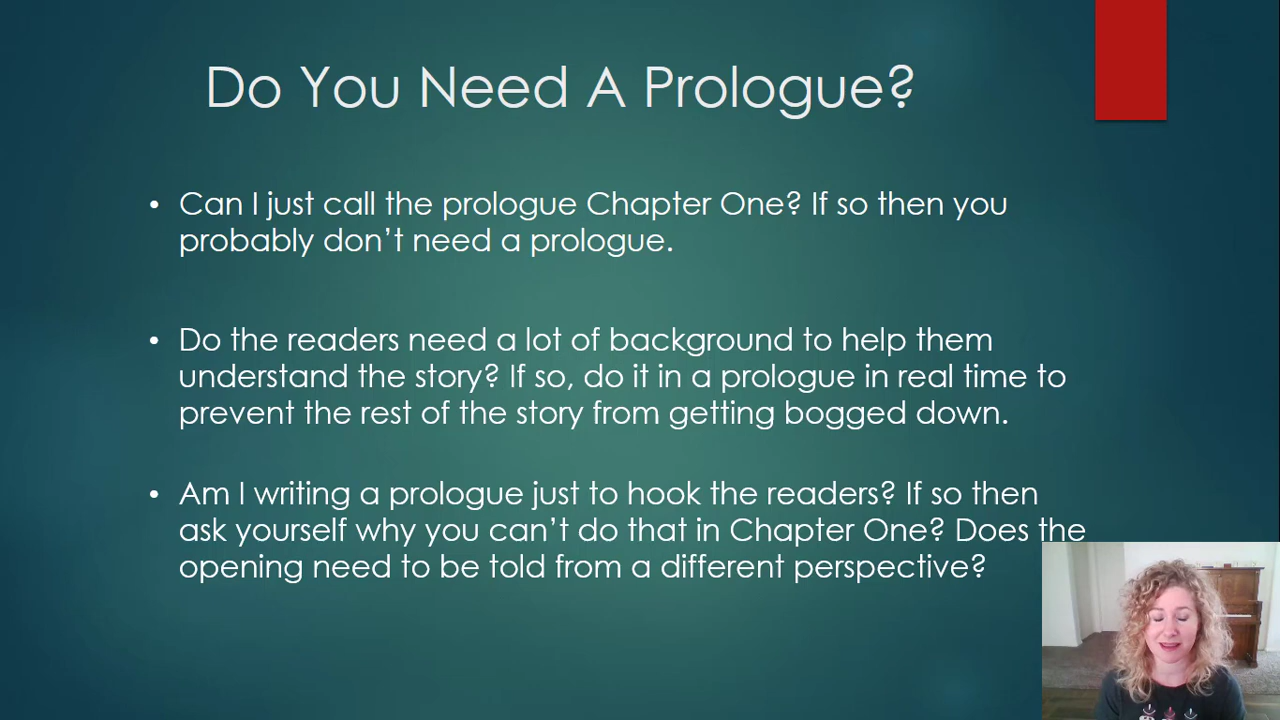 Do You Need A Prologue?
• Can I just call the prologue Chapter One? If so then you
probably don’t need a prologue.
• Do the readers need a lot of background to help them
understand the story? If so, do it in a prologue in real time to
prevent the rest of the story from getting bogged down.
• Am I writing a prologue just to hook the readers? If so then
ask yourself why you can’t do that in Chapter One? Does the
opening need to be told from a different perspective?